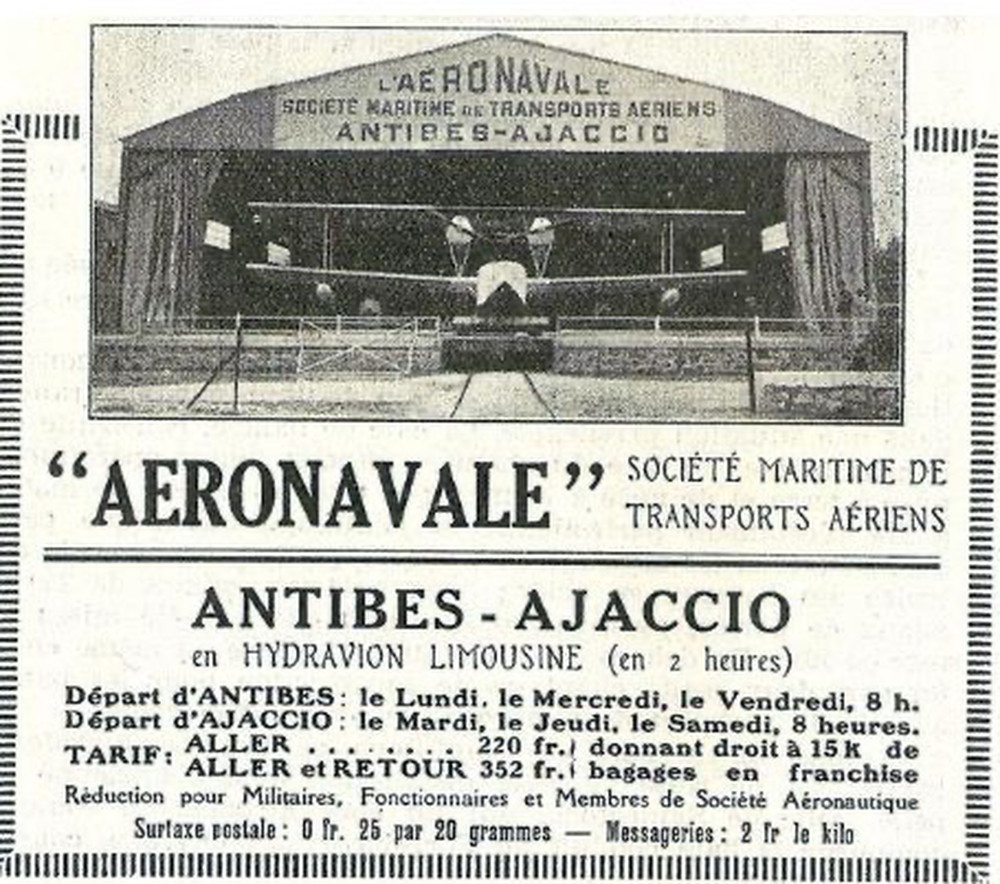 L'AÉRONAVALE
SOCIÉTÉ MARITIME DE TRANSPORTS AÉRIENS
ANTIBES-AJACCIO
“AERONAVALE” SOCIÉTÉ MARITIME DE
TRANSPORTS AÉRIENS
ANTIBES - AJACCIO
en HYDRAVION LIMOUSINE (en 2 heures)
Départ d'ANTIBES: le Lundi, le Mercredi, le Vendredi, 8 h.
Départ d'AJACCIO: le Mardi, le Jeudi, le Samedi, 8 heures.
TARIF: ALLER . . . . . 220 fr. } donnant droit à 15 k de
ALLER et RETOUR 352 fr. } bagages en franchise
Réduction pour Militaires, Fonctionnaires et Membres de Société Aéronautique
Surtaxe postale: 0 fr. 25 par 20 grammes — Messageries: 2 fr le kilo